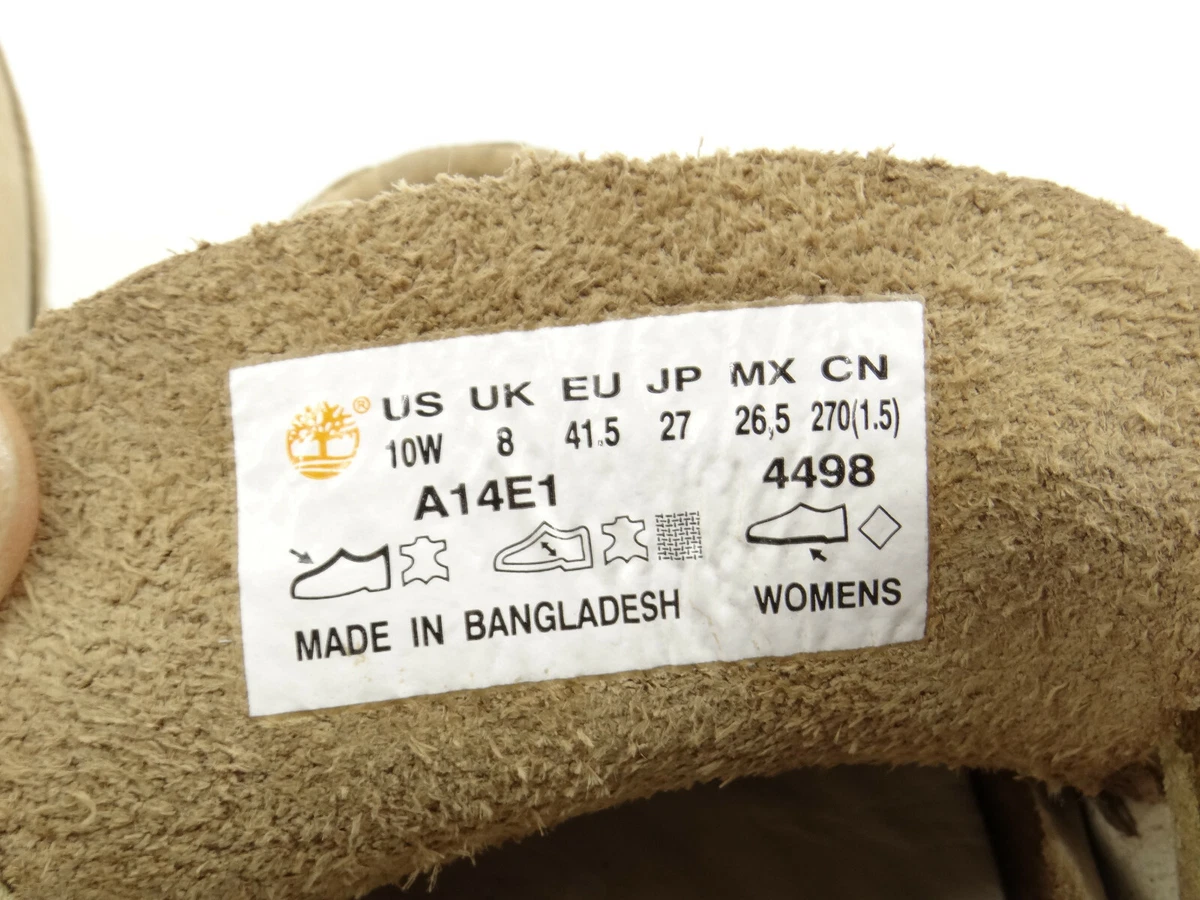 ® US UK EU JP MX CN
10W 8 41.5 27 26,5 270(1.5)
A14E1 4498
MADE IN BANGLADESH WOMENS